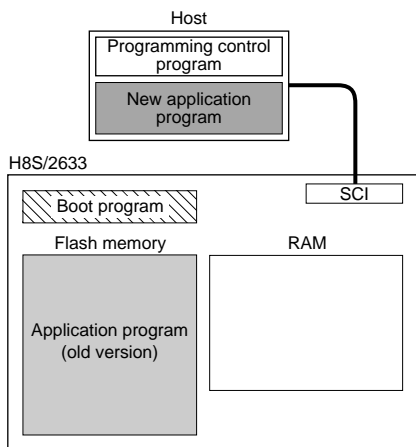 Host
Programming control
program
New application
program
H8S/2633
SCI
Boot program
Flash memory
RAM
Application program
(old version)